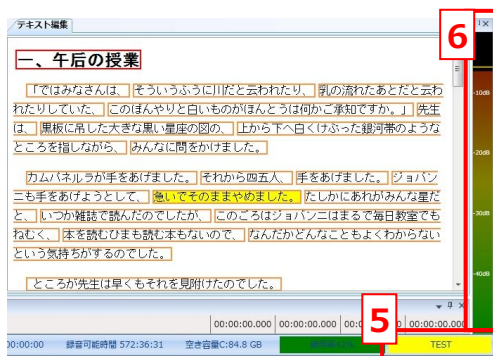 テキスト編集
一、午后の授業
「ではみなさんは、そういうふうに川だと云われたり、乳の流れたあとだと云わ
れたりしていた、このぼんやりと白いものがほんとうは何かご承知ですか。」先生
は、黒板に吊した大きな黒い星座の図の、上から下へ白くけぶった銀河帯のような
ところを指しながら、みんなに問をかけました。
カムパネルラが手をあげました。それから四五人、手をあげました。ジョバン
ニも手をあげようとして、急いでそのままやめました。たしかにあれがみんな星だ
と、いつか雑誌で読んだのでしたが、このごろはジョバンニはまるで毎日教室でも
ねむく、本を読むひまも読む本もないので、なんだかどんなこともよくわからない
という気持ちがするのでした。
ところが先生は早くもそれを見附けたのでした。
6
-10dB
-20dB
-30dB
-40dB
5
00:00:00.000 00:00:00.000 00:00:00.000
00:00:00 録音可能時間 572:36:31 空き容量C:84.8 GB TEST